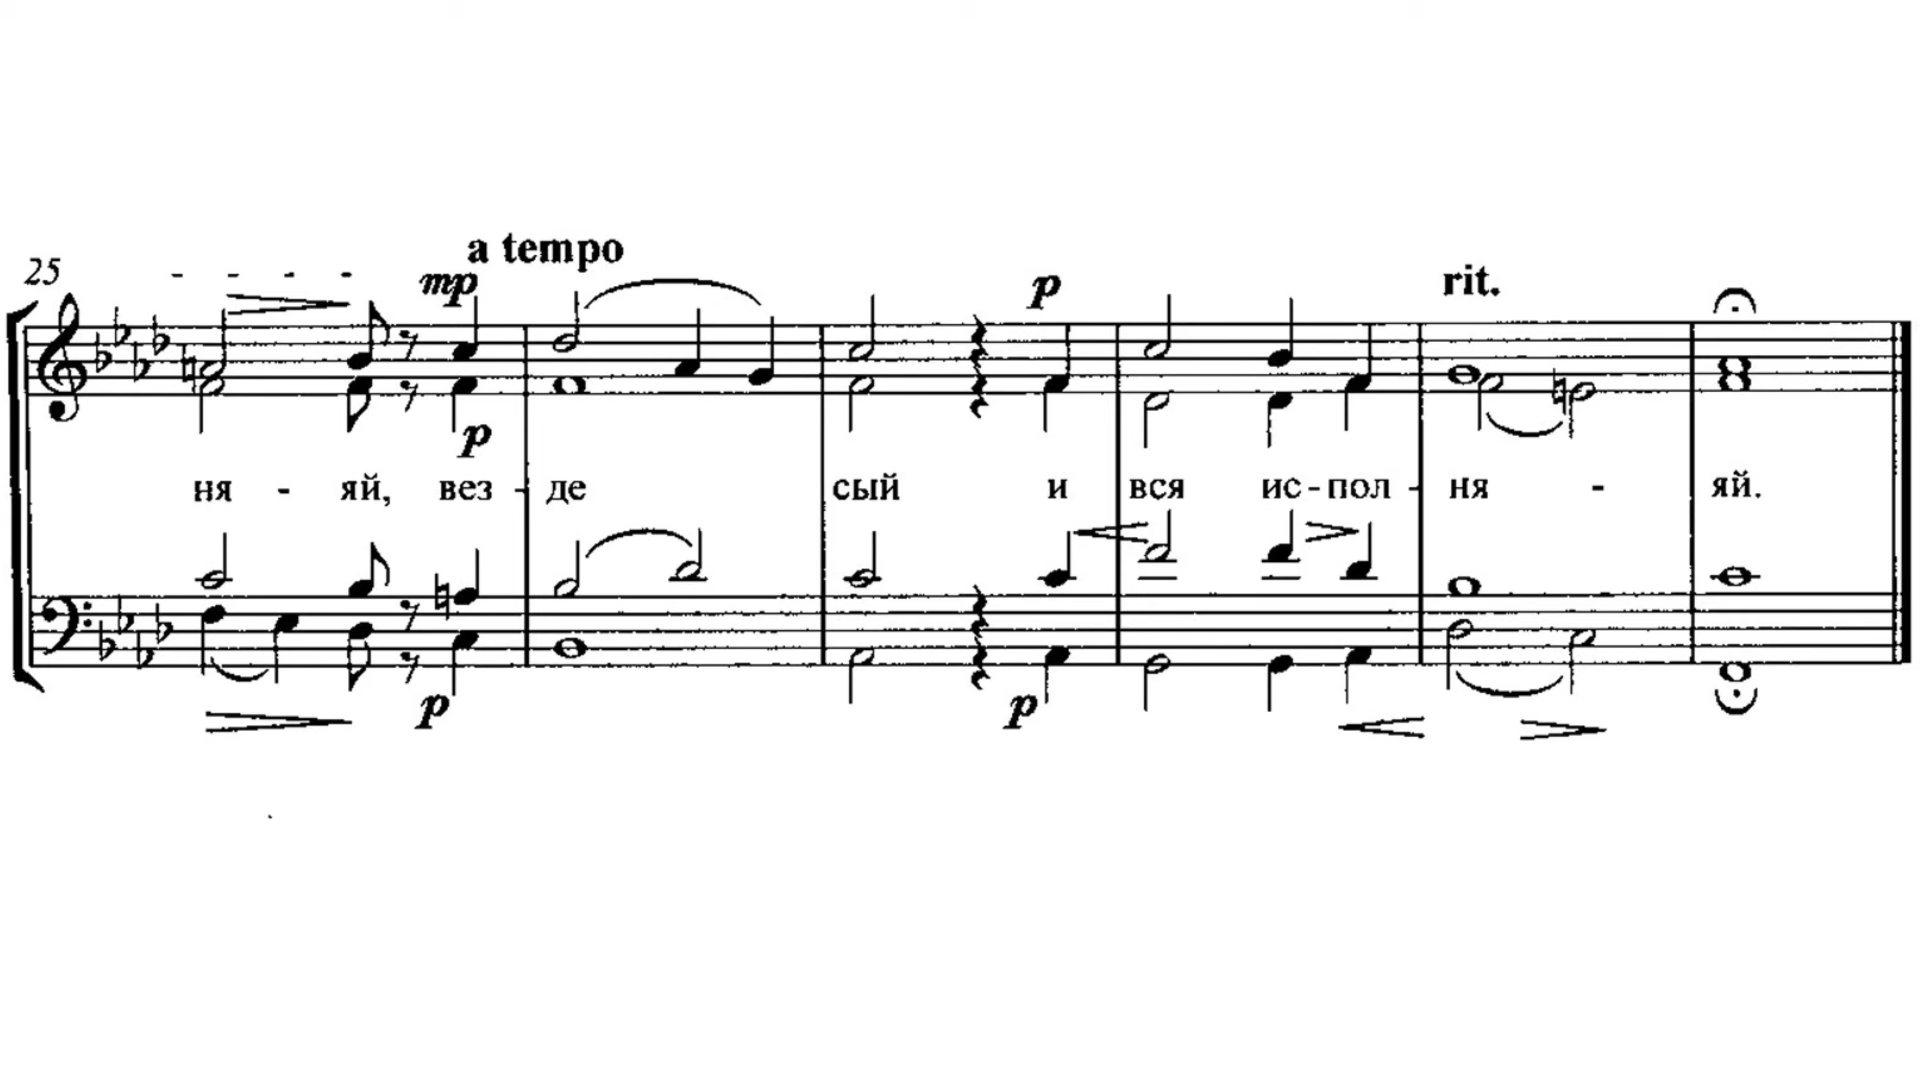 a tempo
25 mp p rit.
p
ня - яй, вез - де сый и вся ис - пол - ня - яй.
p p